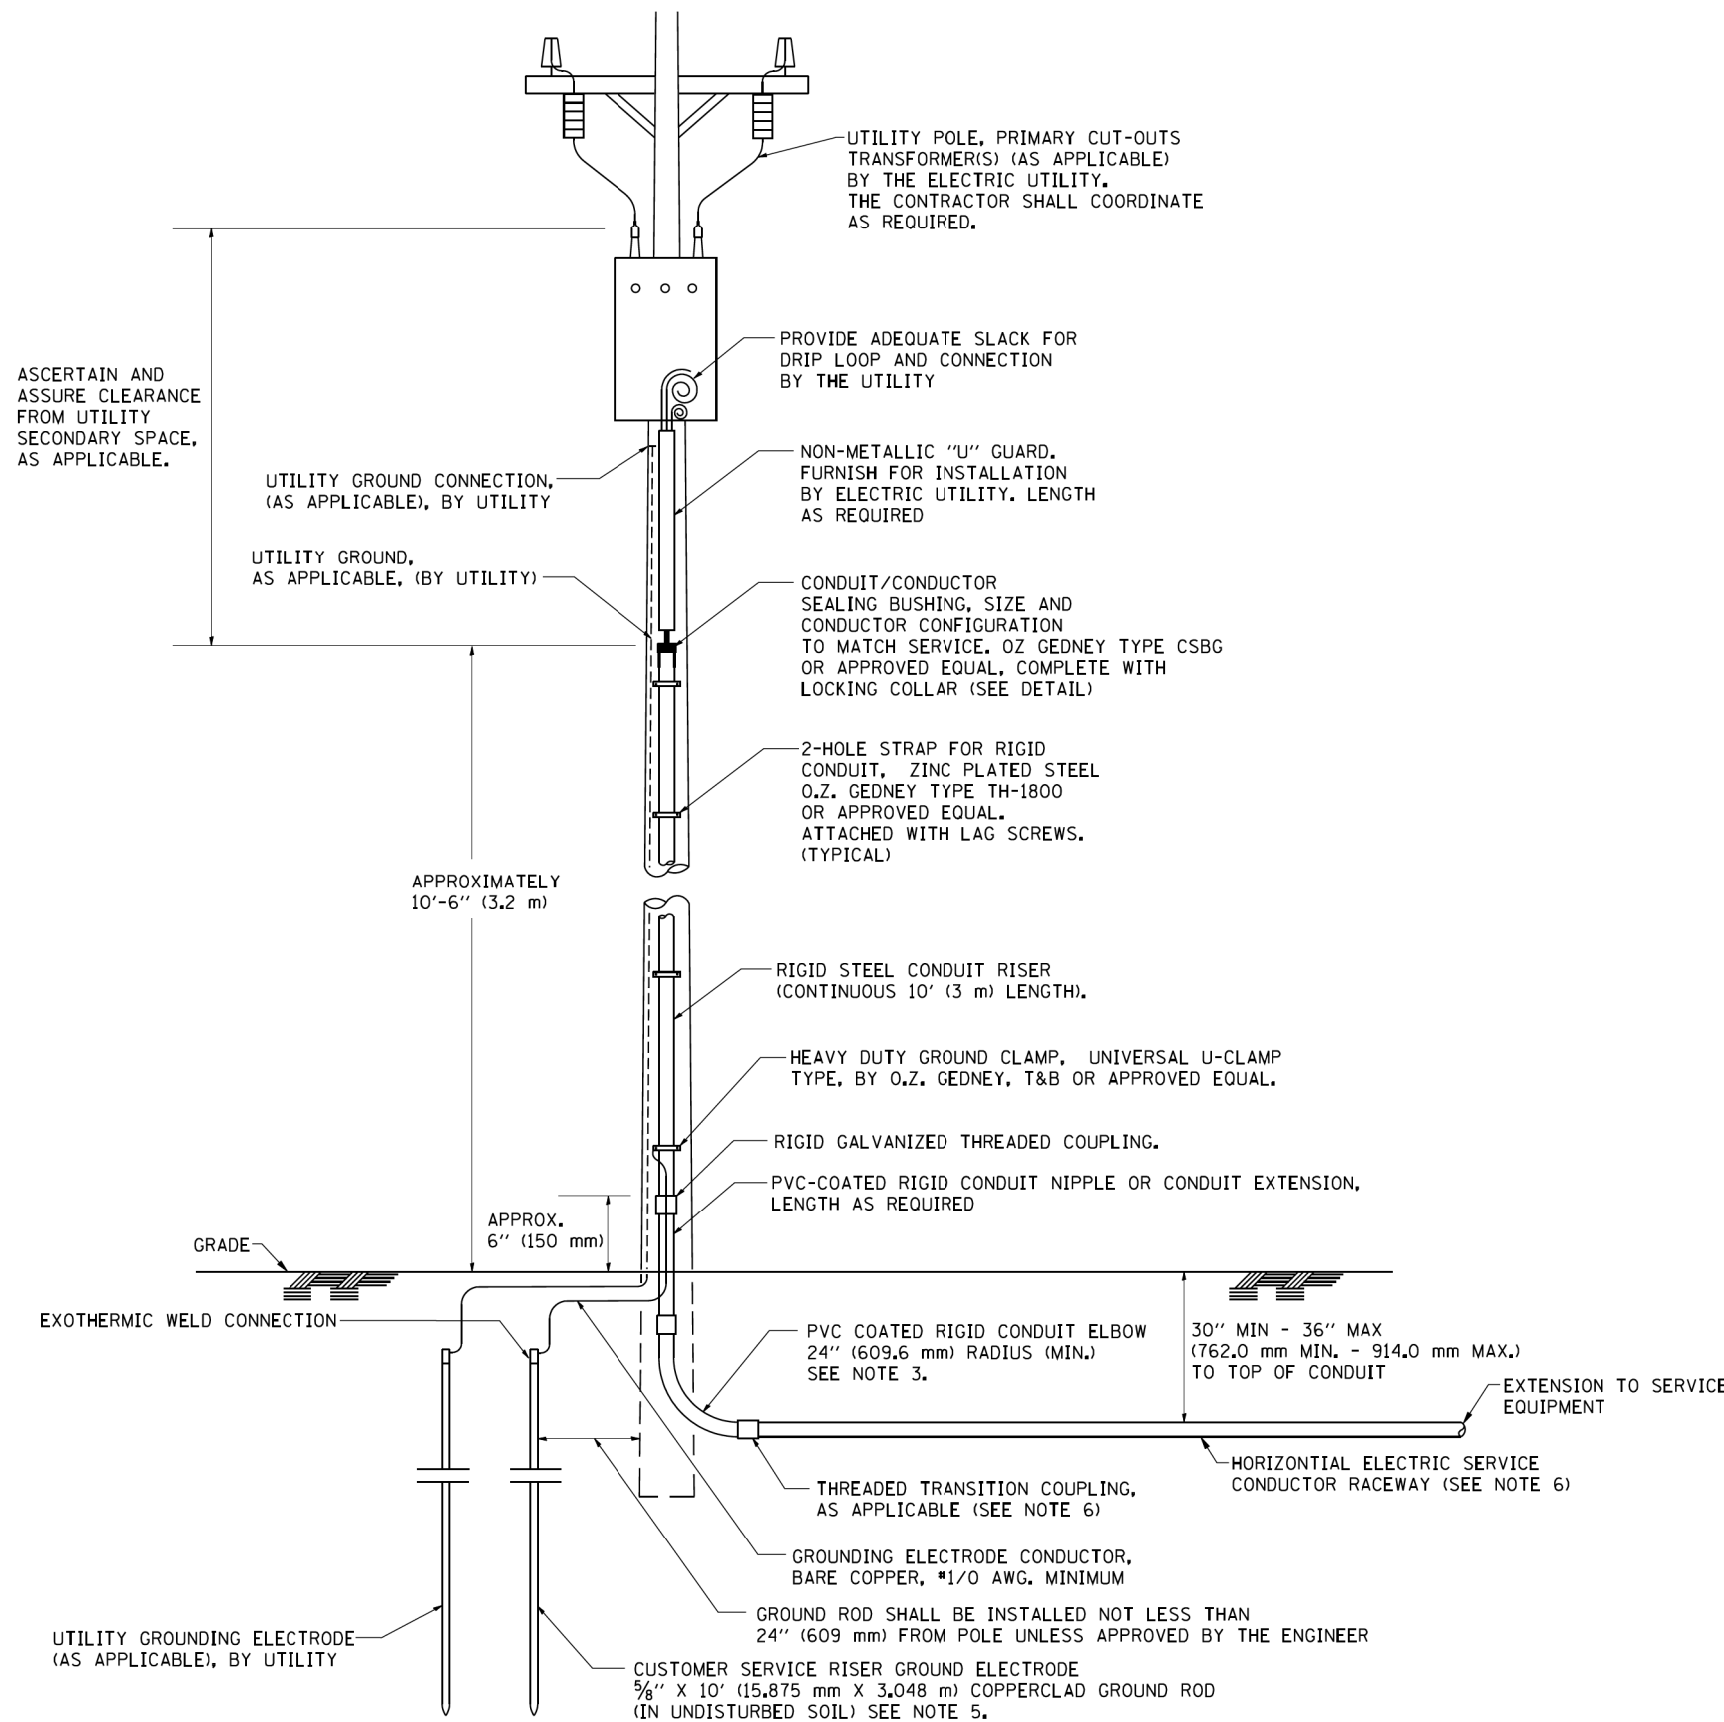 UTILITY POLE, PRIMARY CUT-OUTS
TRANSFORMER(S) (AS APPLICABLE)
BY THE ELECTRIC UTILITY.
THE CONTRACTOR SHALL COORDINATE
AS REQUIRED.
PROVIDE ADEQUATE SLACK FOR
DRIP LOOP AND CONNECTION
BY THE UTILITY
ASCERTAIN AND
ASSURE CLEARANCE
FROM UTILITY
SECONDARY SPACE,
AS APPLICABLE.
NON-METALLIC "U" GUARD.
FURNISH FOR INSTALLATION
BY ELECTRIC UTILITY. LENGTH
AS REQUIRED
UTILITY GROUND CONNECTION,
(AS APPLICABLE), BY UTILITY
UTILITY GROUND,
AS APPLICABLE, (BY UTILITY)
CONDUIT/CONDUCTOR
SEALING BUSHING, SIZE AND
CONDUCTOR CONFIGURATION
TO MATCH SERVICE. OZ GEDNEY TYPE CSBG
OR APPROVED EQUAL, COMPLETE WITH
LOCKING COLLAR (SEE DETAIL)
2-HOLE STRAP FOR RIGID
CONDUIT, ZINC PLATED STEEL
O.Z. GEDNEY TYPE TH-1800
OR APPROVED EQUAL.
ATTACHED WITH LAG SCREWS.
(TYPICAL)
APPROXIMATELY
10'-6" (3.2 m)
RIGID STEEL CONDUIT RISER
(CONTINUOUS 10' (3 m) LENGTH).
HEAVY DUTY GROUND CLAMP, UNIVERSAL U-CLAMP
TYPE, BY O.Z. GEDNEY, T&B OR APPROVED EQUAL.
RIGID GALVANIZED THREADED COUPLING.
PVC-COATED RIGID CONDUIT NIPPLE OR CONDUIT EXTENSION,
LENGTH AS REQUIRED
APPROX.
6" (150 mm)
GRADE
EXOTHERMIC WELD CONNECTION
PVC COATED RIGID CONDUIT ELBOW
24" (609.6 mm) RADIUS (MIN.)
SEE NOTE 3.
30" MIN - 36" MAX
(762.0 mm MIN. - 914.0 mm MAX.)
TO TOP OF CONDUIT
EXTENSION TO SERVICE
EQUIPMENT
HORIZONTIAL ELECTRIC SERVICE
CONDUCTOR RACEWAY (SEE NOTE 6)
THREADED TRANSITION COUPLING,
AS APPLICABLE (SEE NOTE 6)
GROUNDING ELECTRODE CONDUCTOR,
BARE COPPER, #1/0 AWG. MINIMUM
GROUND ROD SHALL BE INSTALLED NOT LESS THAN
24" (609 mm) FROM POLE UNLESS APPROVED BY THE ENGINEER
UTILITY GROUNDING ELECTRODE
(AS APPLICABLE), BY UTILITY
CUSTOMER SERVICE RISER GROUND ELECTRODE
5/8" X 10' (15.875 mm X 3.048 m) COPPERCLAD GROUND ROD
(IN UNDISTURBED SOIL) SEE NOTE 5.